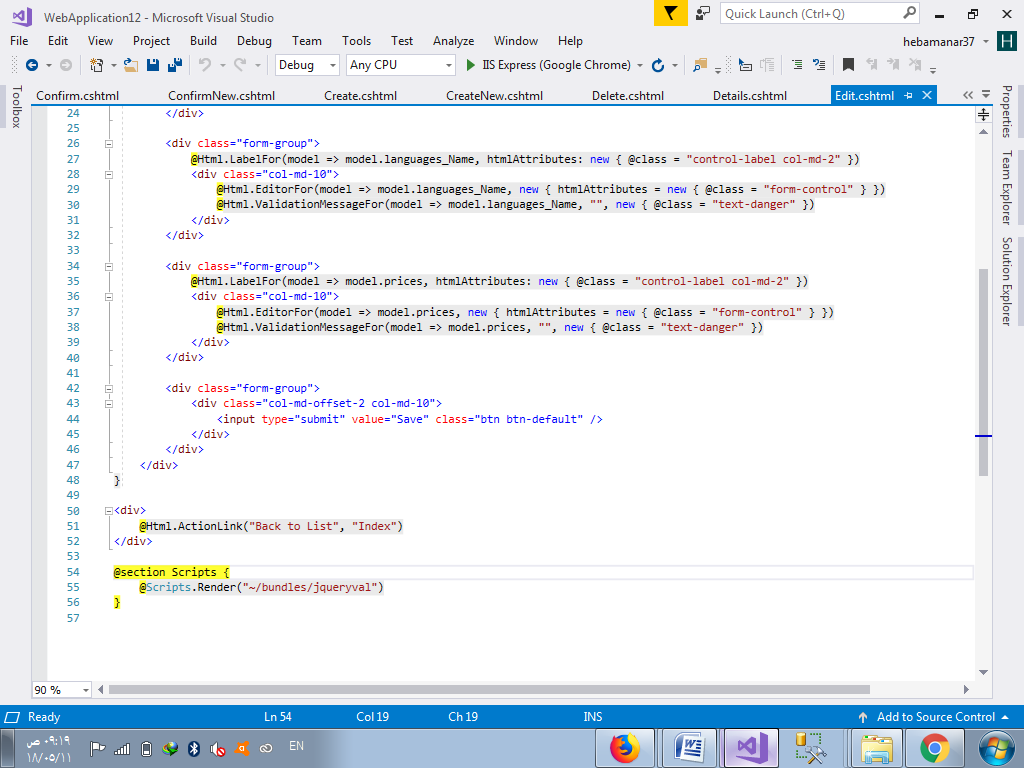 WebApplication12 - Microsoft Visual Studio
Quick Launch (Ctrl+Q)
File Edit View Project Build Debug Team Tools Test Analyze Window Help
hebamanar37 H
Debug Any CPU IIS Express (Google Chrome)
Toolbox
Confirm.cshtml ConfirmNew.cshtml Create.cshtml CreateNew.cshtml Delete.cshtml Details.cshtml Edit.cshtml
Properties
Team Explorer
Solution Explorer
24 </div>
25
26 <div class="form-group">
27 @Html.LabelFor(model => model.languages_Name, htmlAttributes: new { @class = "control-label col-md-2" })
28 <div class="col-md-10">
29 @Html.EditorFor(model => model.languages_Name, new { htmlAttributes = new { @class = "form-control" } })
30 @Html.ValidationMessageFor(model => model.languages_Name, "", new { @class = "text-danger" })
31 </div>
32 </div>
33
34 <div class="form-group">
35 @Html.LabelFor(model => model.prices, htmlAttributes: new { @class = "control-label col-md-2" })
36 <div class="col-md-10">
37 @Html.EditorFor(model => model.prices, new { htmlAttributes = new { @class = "form-control" } })
38 @Html.ValidationMessageFor(model => model.prices, "", new { @class = "text-danger" })
39 </div>
40 </div>
41
42 <div class="form-group">
43 <div class="col-md-offset-2 col-md-10">
44 <input type="submit" value="Save" class="btn btn-default" />
45 </div>
46 </div>
47 </div>
48 }
49
50 <div>
51 @Html.ActionLink("Back to List", "Index")
52 </div>
53
54 @section Scripts {
55 @Scripts.Render("~/bundles/jqueryval")
56 }
57
90 %
Ready Ln 54 Col 19 Ch 19 INS Add to Source Control
٠٩:١٩ ص
١٨/٠٥/١١
EN